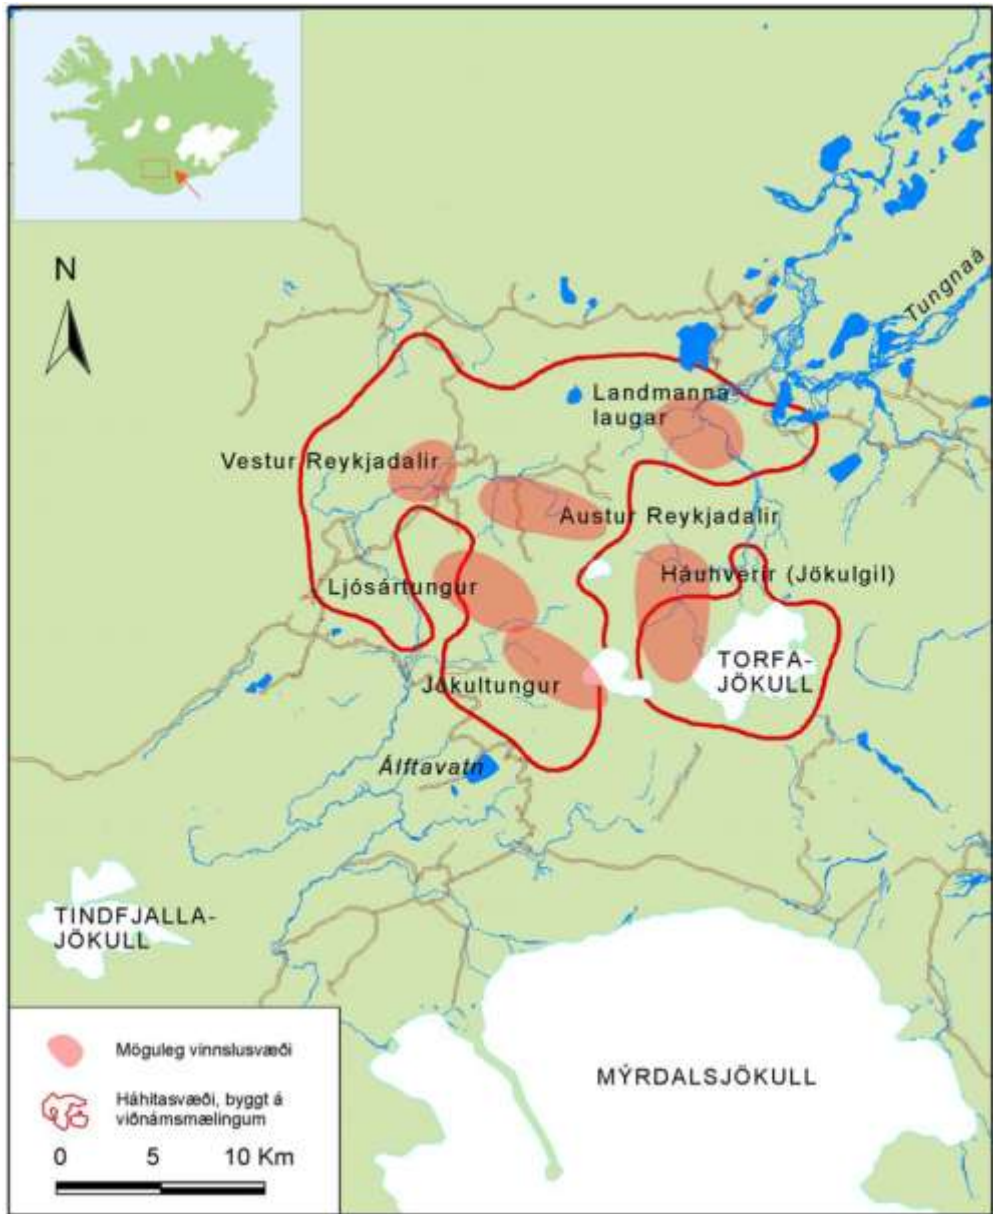 N
Tungnaá
Landmanna-
laugar
Vestur Reykjadalir
Austur Reykjadalir
Háuhverir (Jökulgil)
Ljósártungur
TORFA-
JÖKULL
Jökultungur
Álftavatn
TINDFJALLA-
JÖKULL
MÝRDALSJÖKULL
Möguleg vinnslusvæði
Háhitasvæði, byggt á
viðnámsmælingum
0 5 10 Km